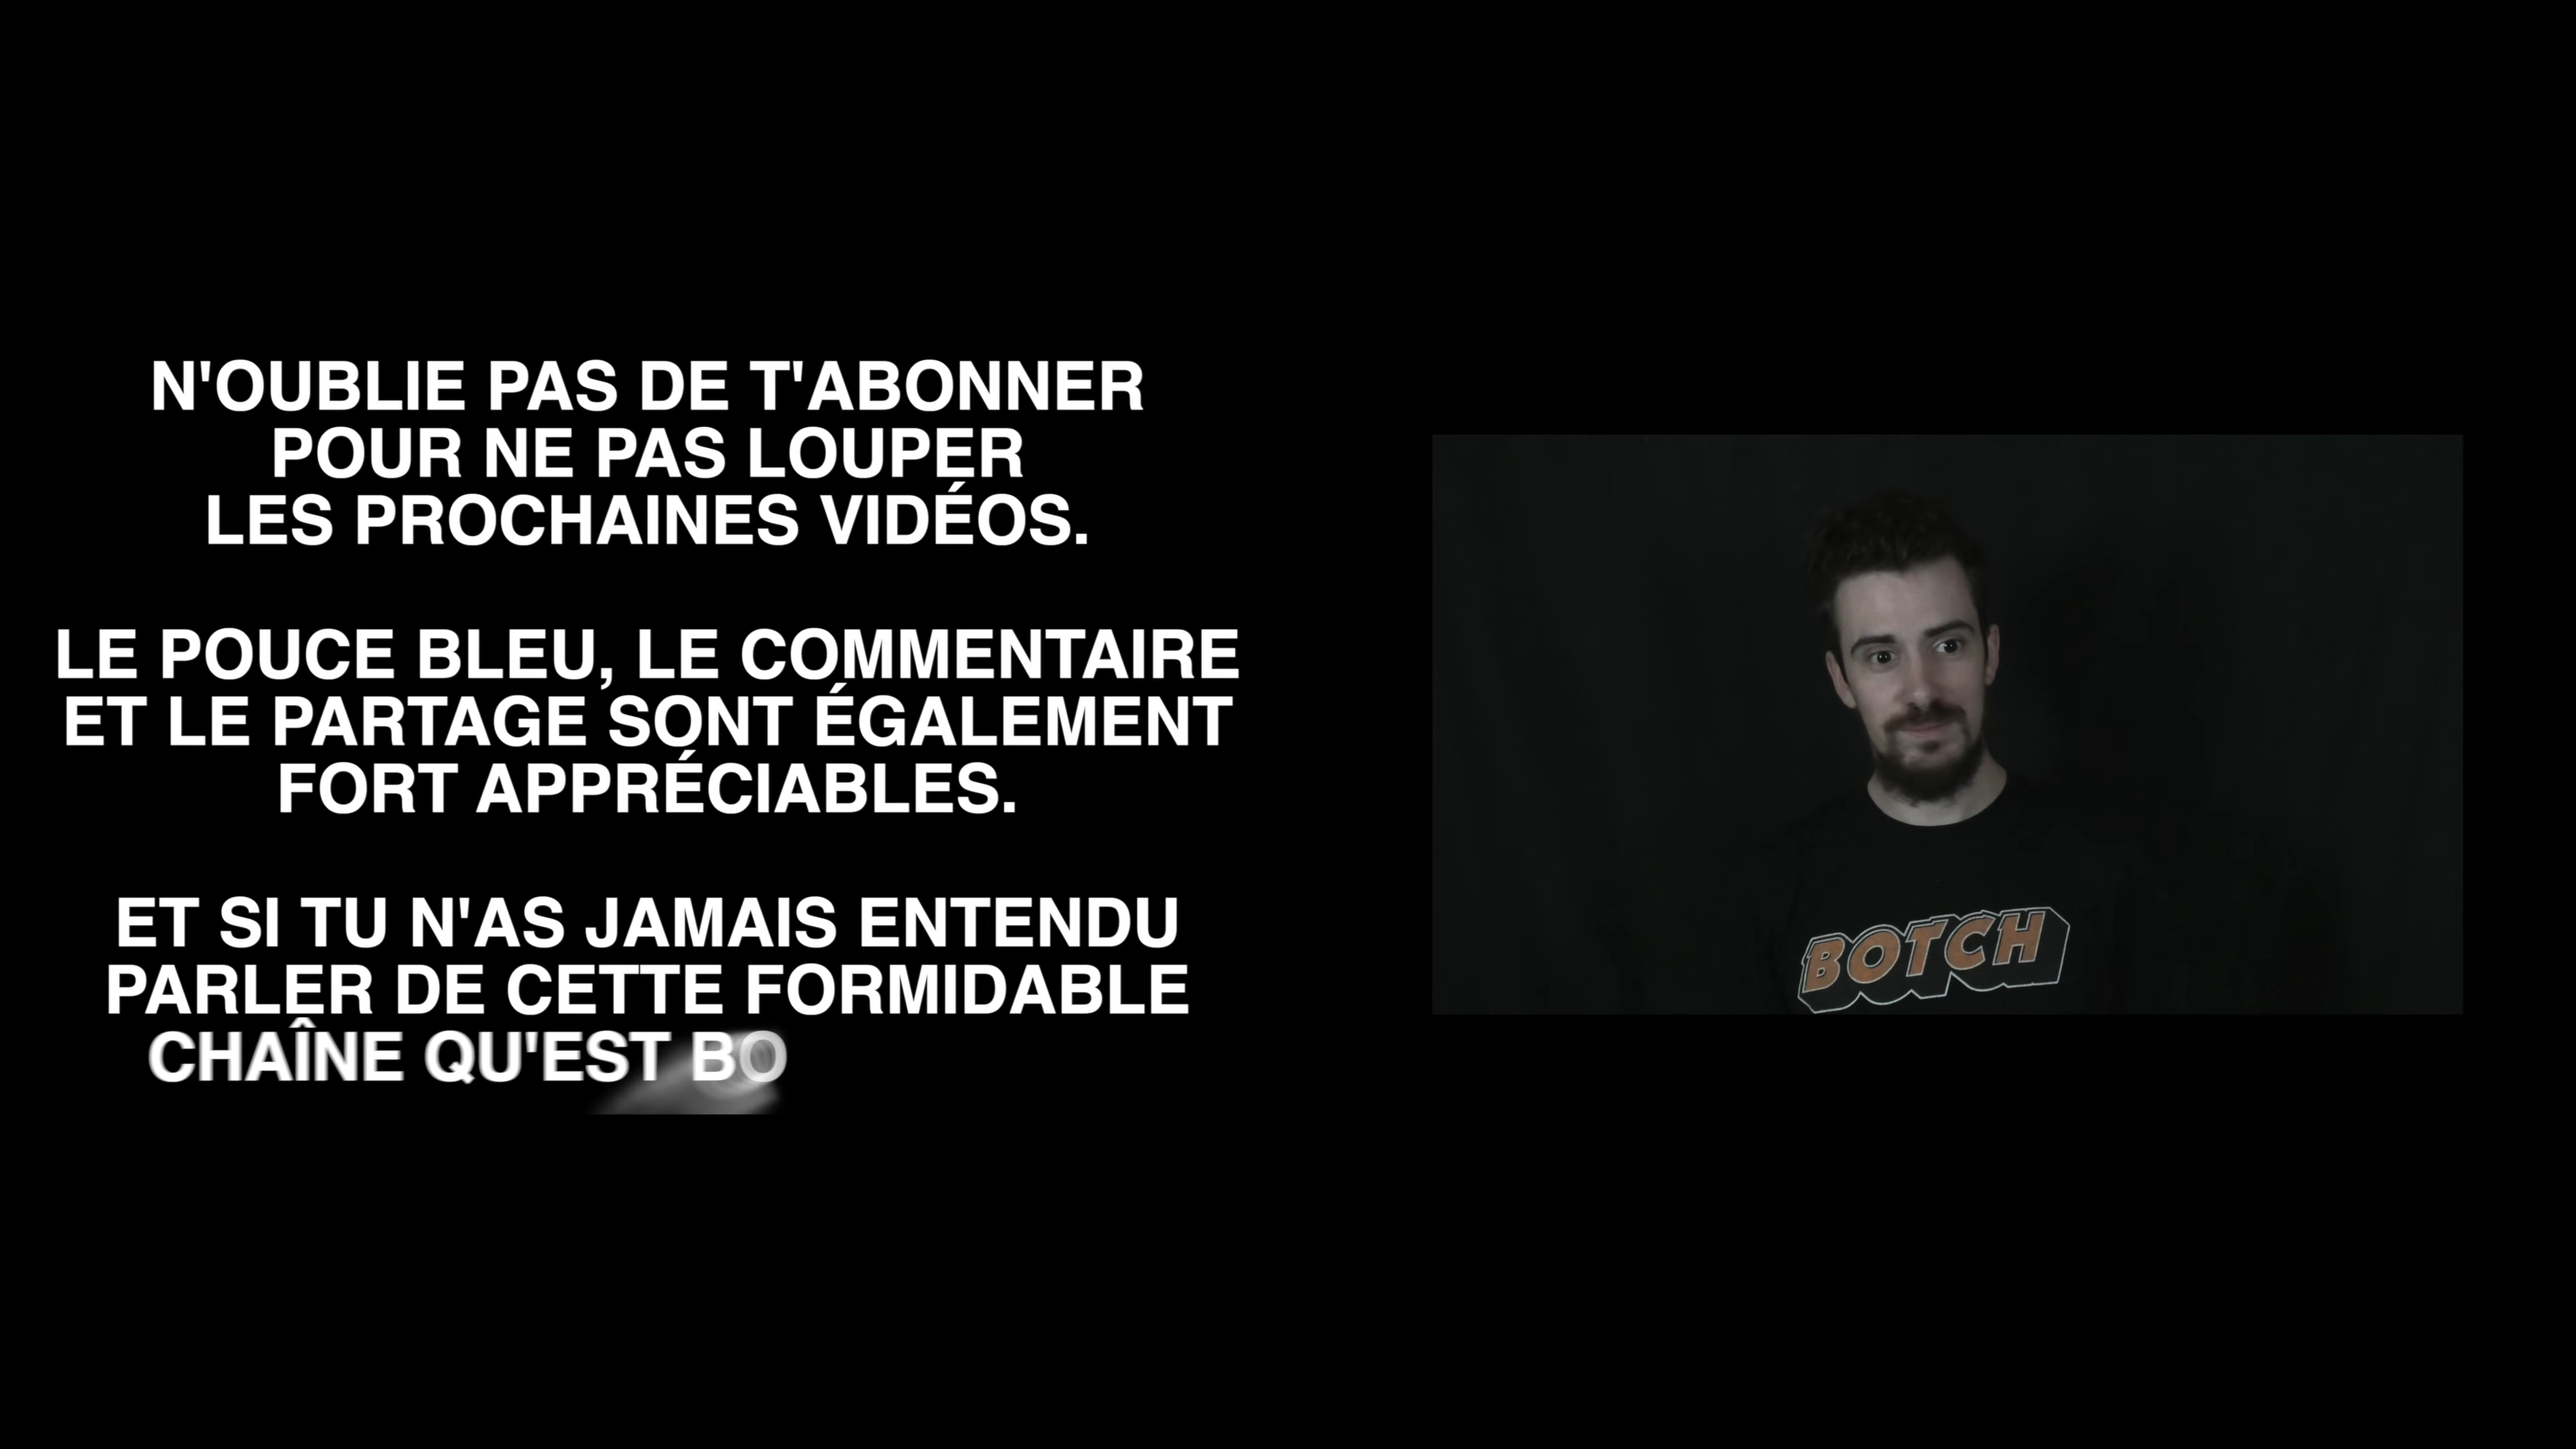 N'OUBLIE PAS DE T'ABONNER
POUR NE PAS LOUPER
LES PROCHAINES VIDÉOS.
LE POUCE BLEU, LE COMMENTAIRE
ET LE PARTAGE SONT ÉGALEMENT
FORT APPRÉCIABLES.
ET SI TU N'AS JAMAIS ENTENDU
PARLER DE CETTE FORMIDABLE
CHAÎNE QU'EST BO
BOTCH